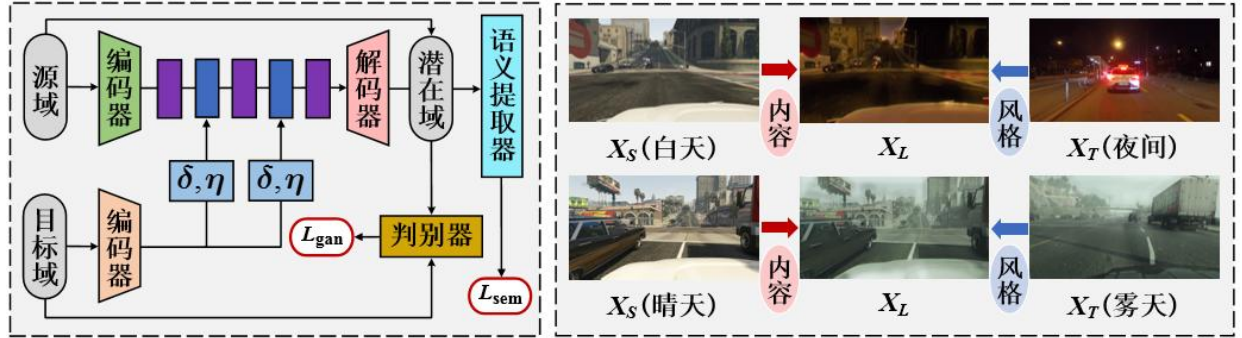 源域
编码器
解码器
潜在域
语义提取器
δ,η
δ,η
目标域
编码器
L_gan
判别器
L_sem
内容
风格
X_S(白天)
X_L
X_T(夜间)
内容
风格
X_S(晴天)
X_L
X_T(雾天)